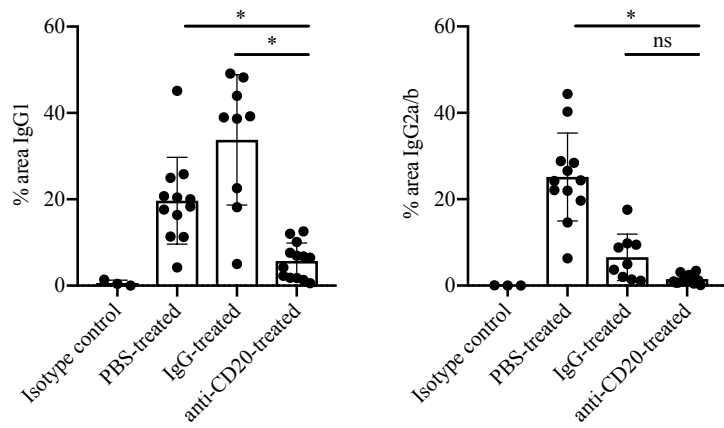 % area IgG1
60
40
20
0
*
*
Isotype control
PBS-treated
IgG-treated
anti-CD20-treated
% area IgG2a/b
60
40
20
0
*
ns
Isotype control
PBS-treated
IgG-treated
anti-CD20-treated